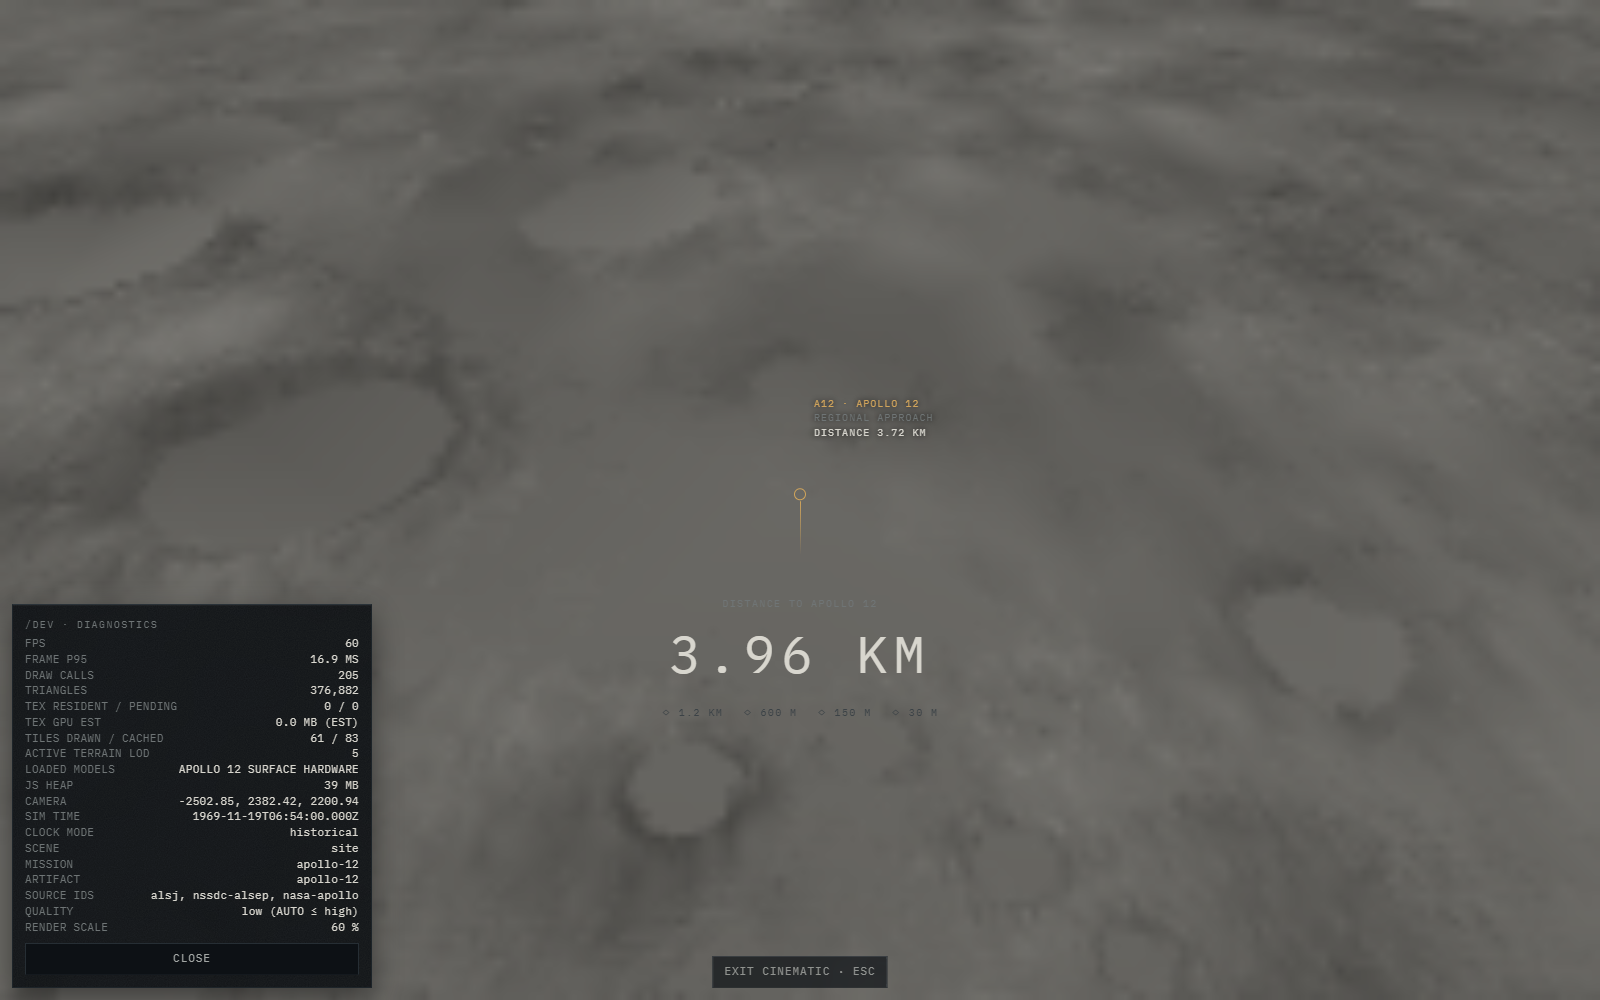 A12 · APOLLO 12
REGIONAL APPROACH
DISTANCE 3.72 KM
DISTANCE TO APOLLO 12
3.96 KM
◇ 1.2 KM ◇ 600 M ◇ 150 M ◇ 30 M
/DEV · DIAGNOSTICS
FPS 60
FRAME P95 16.9 MS
DRAW CALLS 205
TRIANGLES 376,882
TEX RESIDENT / PENDING 0 / 0
TEX GPU EST 0.0 MB (EST)
TILES DRAWN / CACHED 61 / 83
ACTIVE TERRAIN LOD 5
LOADED MODELS APOLLO 12 SURFACE HARDWARE
JS HEAP 39 MB
CAMERA -2502.85, 2382.42, 2200.94
SIM TIME 1969-11-19T06:54:00.000Z
CLOCK MODE historical
SCENE site
MISSION apollo-12
ARTIFACT apollo-12
SOURCE IDS alsj, nssdc-alsep, nasa-apollo
QUALITY low (AUTO ≤ high)
RENDER SCALE 60 %
CLOSE
EXIT CINEMATIC · ESC